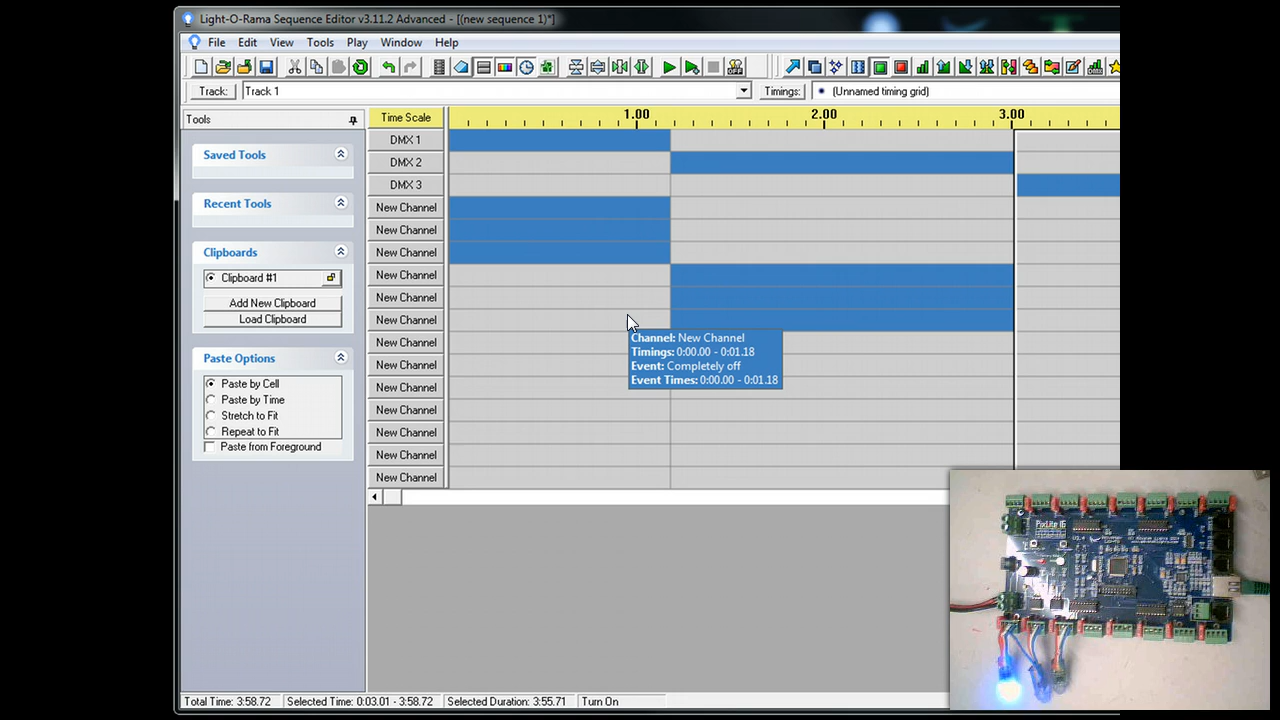 Light-O-Rama Sequence Editor v3.11.2 Advanced - [(new sequence 1)*]
File Edit View Tools Play Window Help
Track: Track 1 Timings: (Unnamed timing grid)
Tools
Time Scale 1.00 2.00 3.00
DMX 1
DMX 2
DMX 3
New Channel
New Channel
New Channel
New Channel
New Channel
New Channel
New Channel
New Channel
New Channel
New Channel
New Channel
New Channel
New Channel
Saved Tools
Recent Tools
Clipboards
Clipboard #1
Add New Clipboard
Load Clipboard
Paste Options
Paste by Cell
Paste by Time
Stretch to Fit
Repeat to Fit
Paste from Foreground
Channel: New Channel
Timings: 0:00.00 - 0:01.18
Event: Completely off
Event Times: 0:00.00 - 0:01.18
PixLite 16
Total Time: 3:58.72 Selected Time: 0:03.01 - 3:58.72 Selected Duration: 3:55.71 Turn On